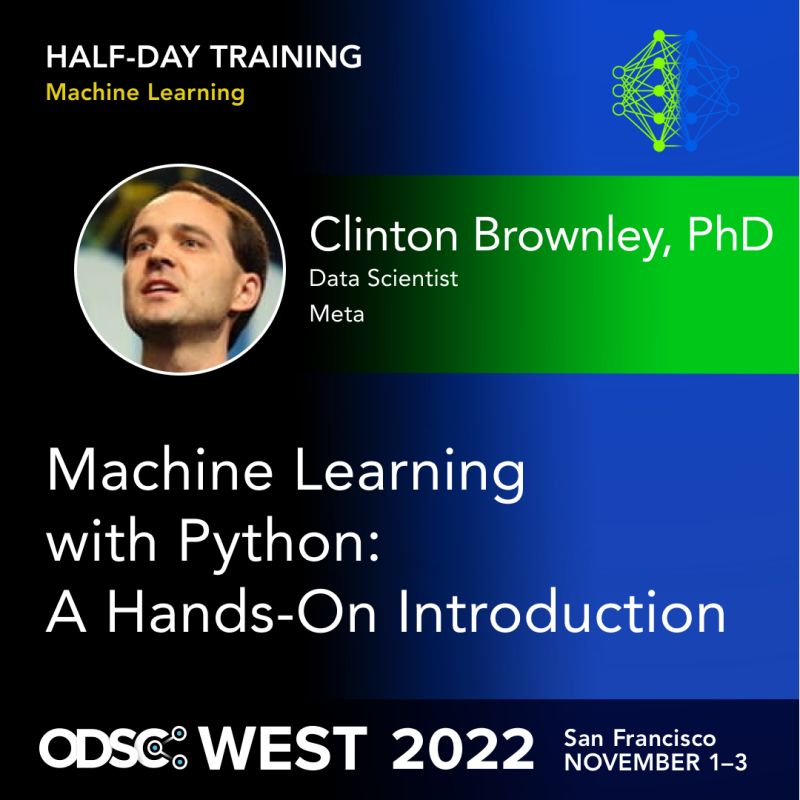 HALF-DAY TRAINING
Machine Learning
Clinton Brownley, PhD
Data Scientist
Meta
Machine Learning
with Python:
A Hands-On Introduction
ODSC WEST 2022
San Francisco
NOVEMBER 1–3